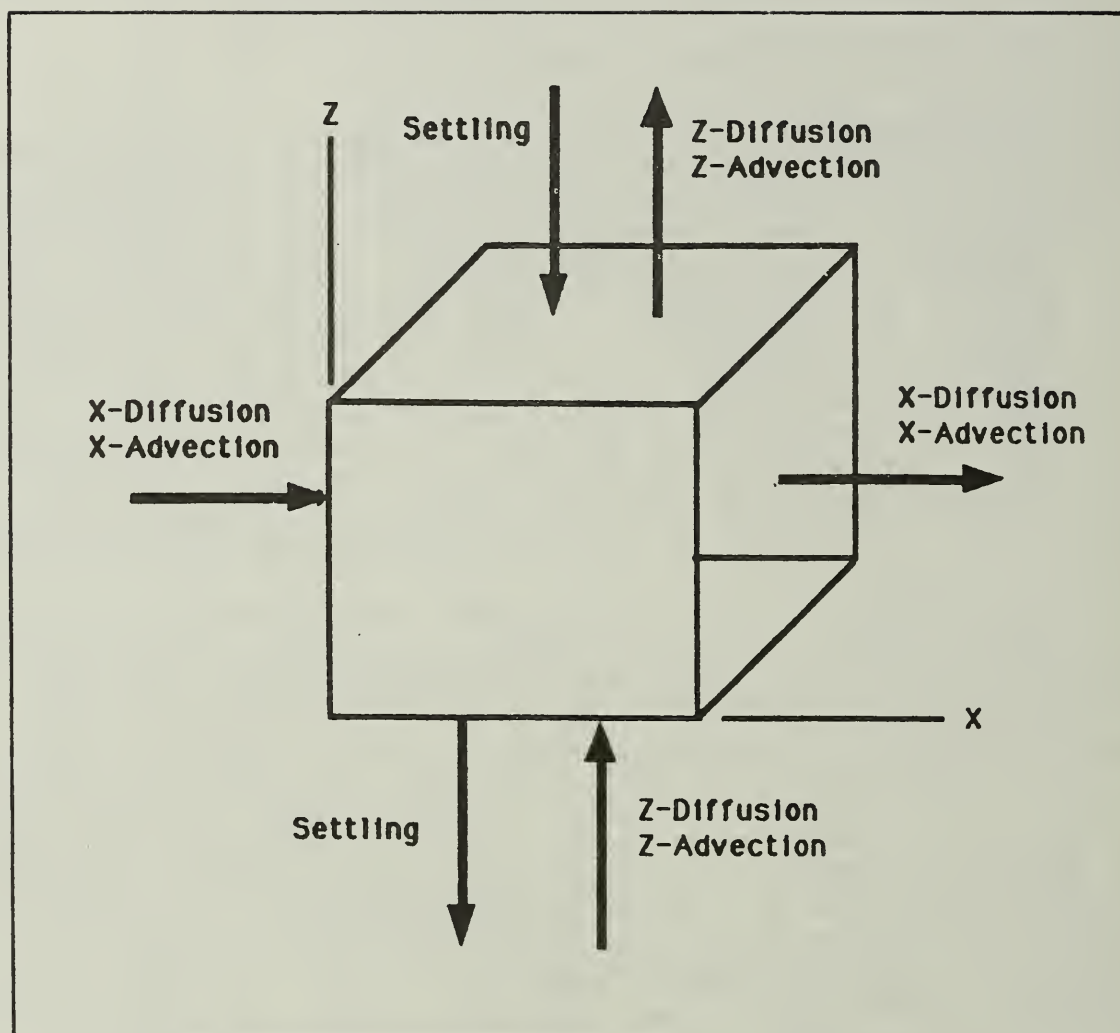 Z
Settling
Z-Diffusion
Z-Advection
X-Diffusion
X-Advection
X-Diffusion
X-Advection
X
Settling
Z-Diffusion
Z-Advection